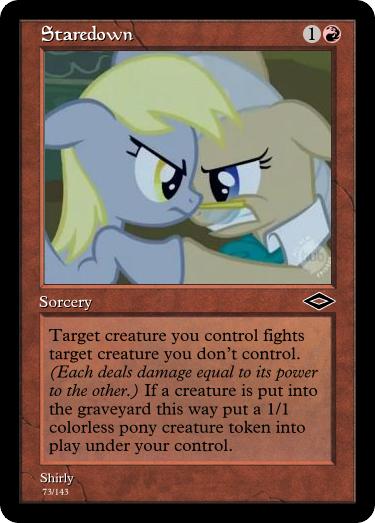 Staredown 1
Sorcery
Target creature you control fights
target creature you don't control.
(Each deals damage equal to its power
to the other.) If a creature is put into
the graveyard this way put a 1/1
colorless pony creature token into
play under your control.
Shirly
73/143